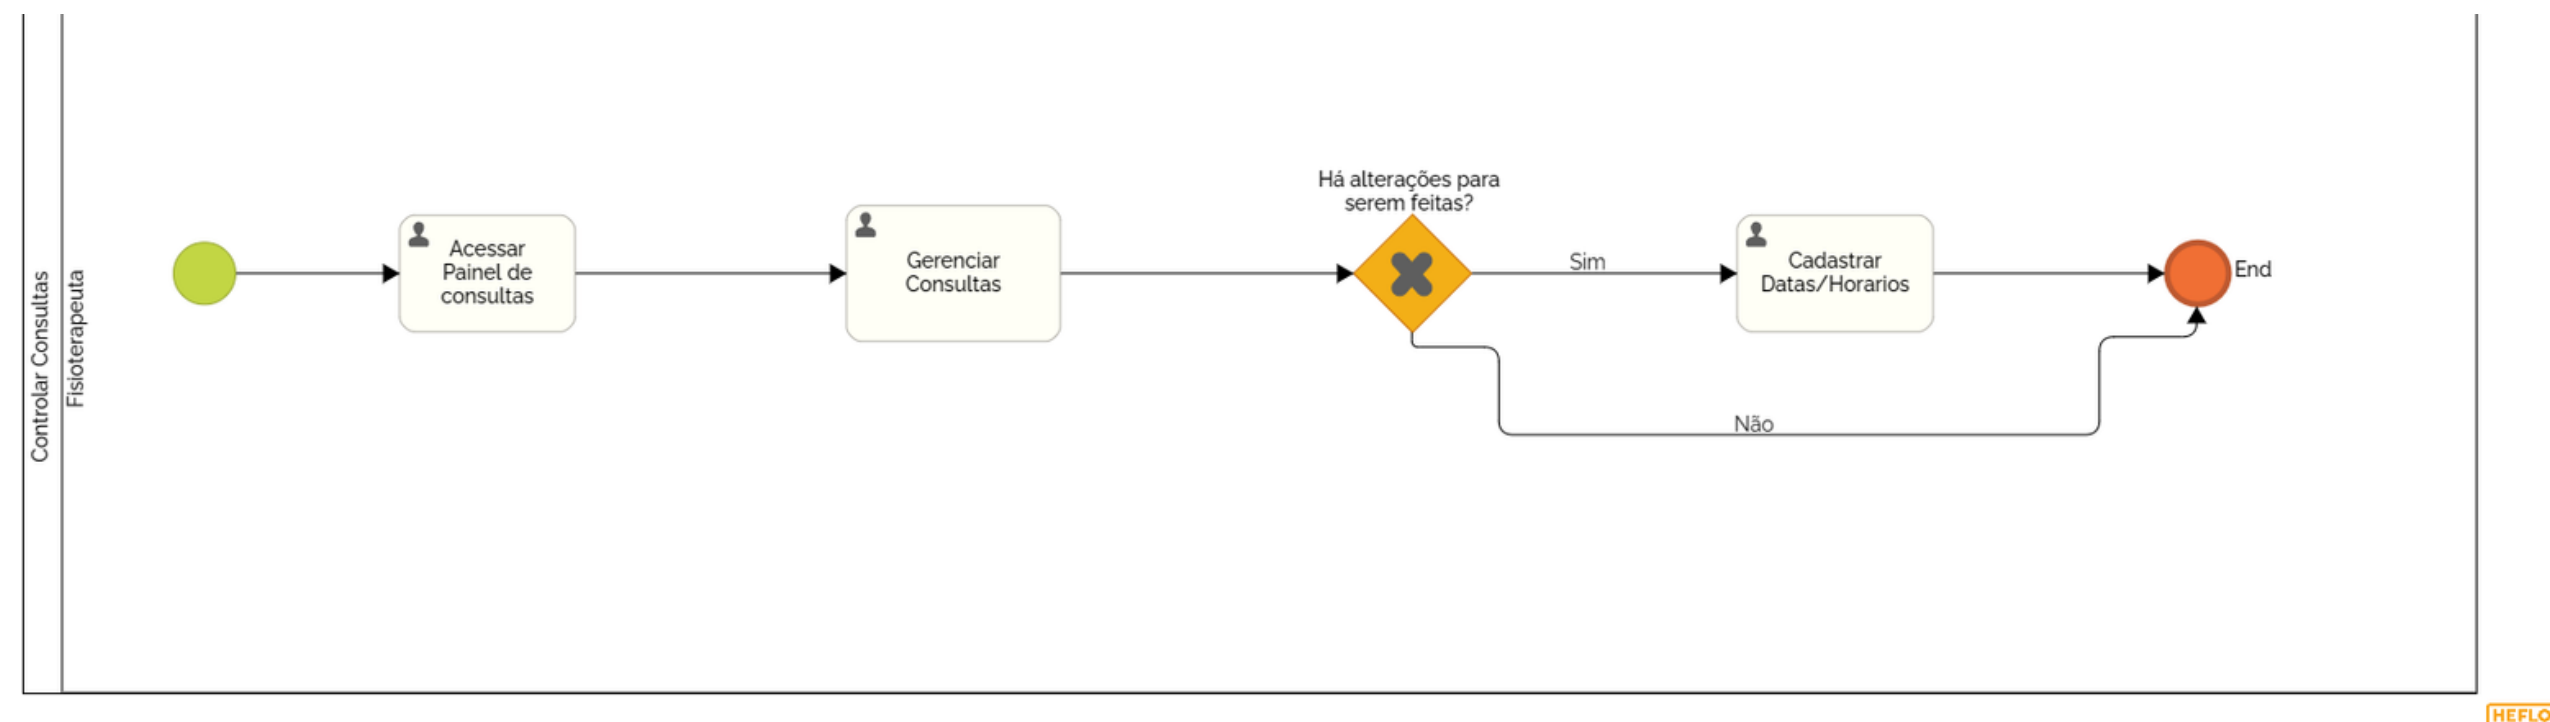 Controlar Consultas
Fisioterapeuta
Acessar
Painel de
consultas
Gerenciar
Consultas
Há alterações para
serem feitas?
Sim
Cadastrar
Datas/Horarios
End
Não
HEFLO